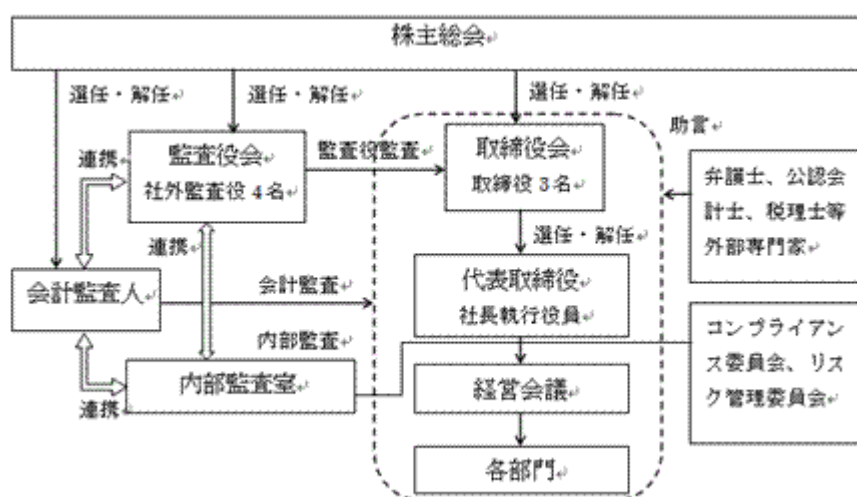 株主総会
選任・解任
選任・解任
選任・解任
助言
連携
監査役会
社外監査役 4名
監査役監査
取締役会
取締役 3名
弁護士、公認会
計士、税理士等
外部専門家
連携
選任・解任
会計監査人
会計監査
代表取締役
社長執行役員
内部監査
コンプライアン
ス委員会、リス
ク管理委員会
内部監査室
連携
経営会議
各部門